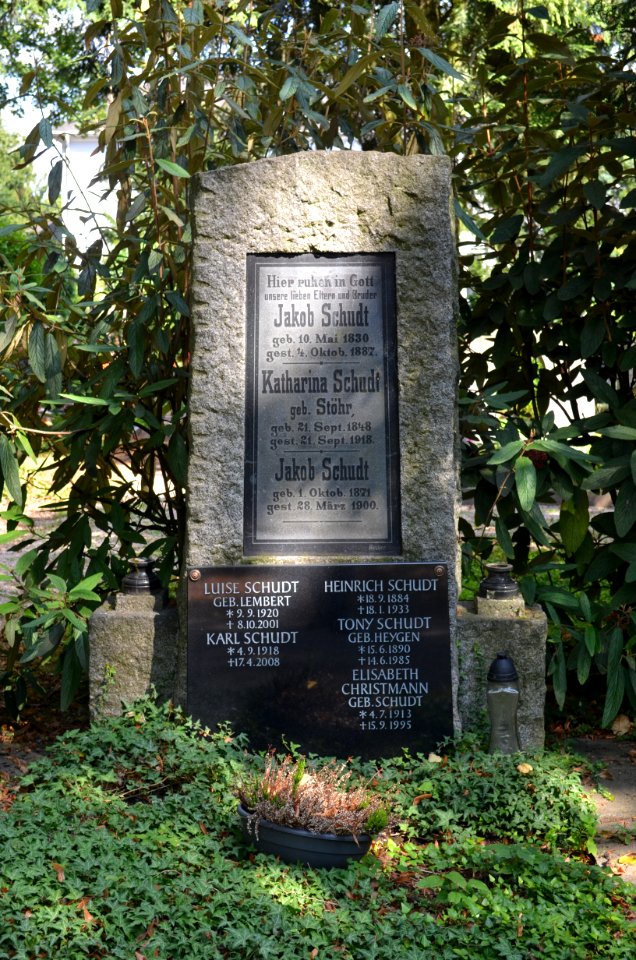 Hier ruhen in Gott
unsere lieben Eltern und Bruder
Jakob Schudt
geb. 10. Mai 1830
gest. 4. Oktob. 1887.
Katharina Schudt
geb. Stöhr,
geb. 21. Sept. 1848
gest. 21. Sept. 1918.
Jakob Schudt
geb. 1. Oktob. 1871
gest. 28. März 1900.
LUISE SCHUDT
GEB. LEMBERT
* 9.9.1920
+ 8.10.2001
KARL SCHUDT
* 4.9.1918
+ 17.4.2008
HEINRICH SCHUDT
* 18.9.1884
+ 18.1.1933
TONY SCHUDT
GEB. HEYGEN
* 15.6.1890
+ 14.6.1985
ELISABETH
CHRISTMANN
GEB. SCHUDT
* 4.7.1913
+ 15.9.1995